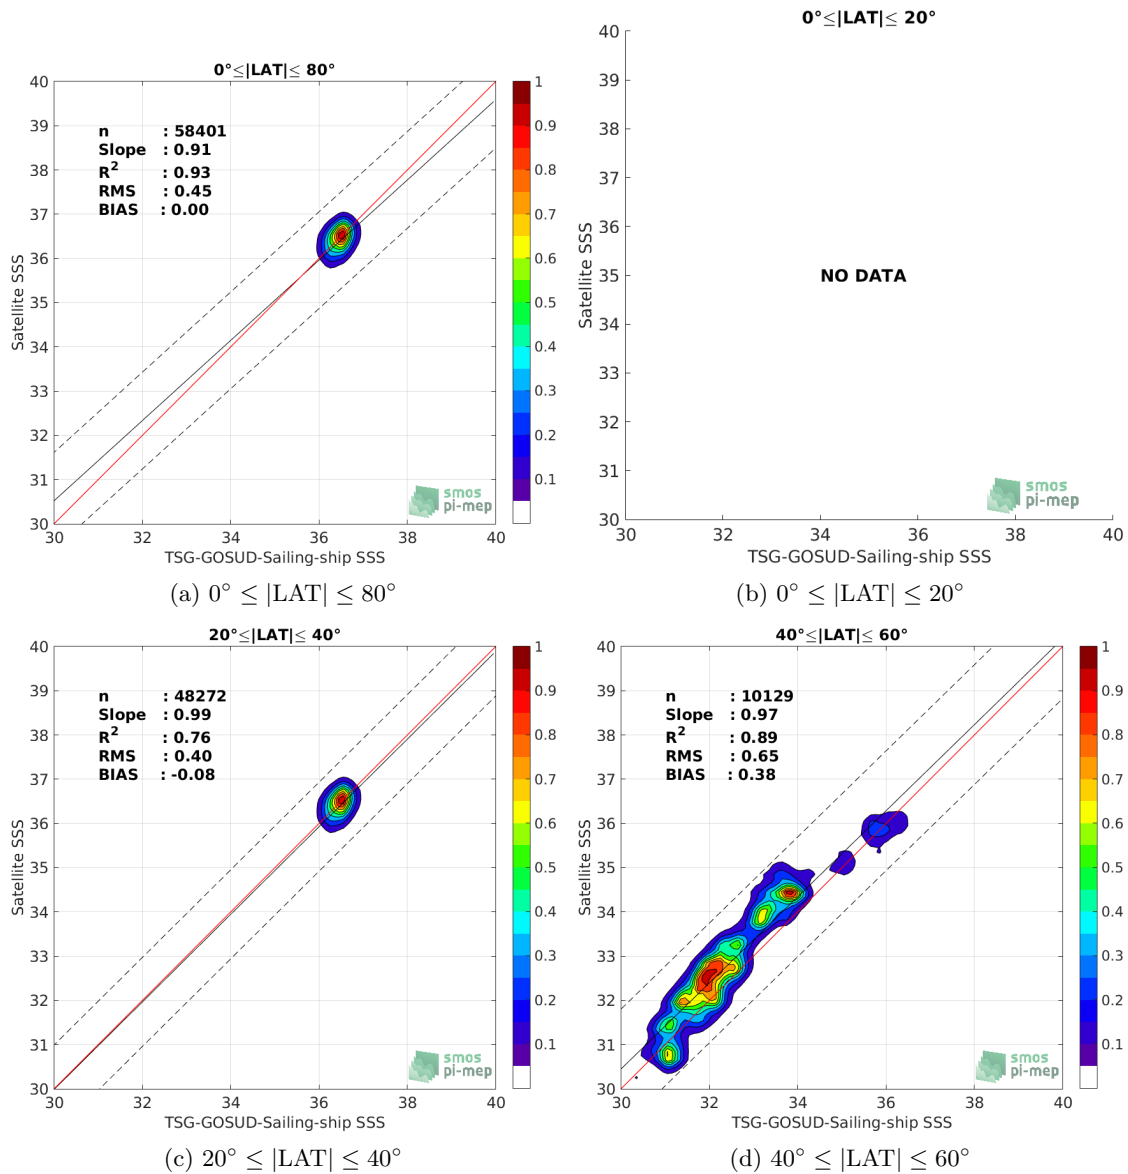 0°≤|LAT|≤ 80°
40
39
38
37
36
35
34
33
32
31
30
30 32 34 36 38 40
n : 58401
Slope : 0.91
R2 : 0.93
RMS : 0.45
BIAS : 0.00
Satellite SSS
TSG-GOSUD-Sailing-ship SSS
1
0.9
0.8
0.7
0.6
0.5
0.4
0.3
0.2
0.1
smos
pi-mep
(a) 0° ≤ |LAT| ≤ 80°
0°≤|LAT|≤ 20°
40
39
38
37
36
35
34
33
32
31
30
30 32 34 36 38 40
NO DATA
Satellite SSS
TSG-GOSUD-Sailing-ship SSS
smos
pi-mep
(b) 0° ≤ |LAT| ≤ 20°
20°≤|LAT|≤ 40°
40
39
38
37
36
35
34
33
32
31
30
30 32 34 36 38 40
n : 48272
Slope : 0.99
R2 : 0.76
RMS : 0.40
BIAS : -0.08
Satellite SSS
TSG-GOSUD-Sailing-ship SSS
1
0.9
0.8
0.7
0.6
0.5
0.4
0.3
0.2
0.1
smos
pi-mep
(c) 20° ≤ |LAT| ≤ 40°
40°≤|LAT|≤ 60°
40
39
38
37
36
35
34
33
32
31
30
30 32 34 36 38 40
n : 10129
Slope : 0.97
R2 : 0.89
RMS : 0.65
BIAS : 0.38
Satellite SSS
TSG-GOSUD-Sailing-ship SSS
1
0.9
0.8
0.7
0.6
0.5
0.4
0.3
0.2
0.1
smos
pi-mep
(d) 40° ≤ |LAT| ≤ 60°